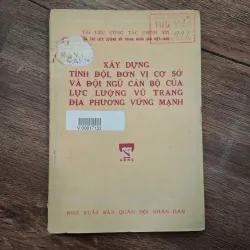 TÀI LIỆU CÔNG TÁC CHÍNH TRỊ
XÂY DỰNG
TỈNH ĐỘI, ĐƠN VỊ CƠ SỞ
VÀ ĐỘI NGŨ CÁN BỘ CỦA
LỰC LƯỢNG VŨ TRANG
ĐỊA PHƯƠNG VỮNG MẠNH
NHÀ XUẤT BẢN QUÂN ĐỘI NHÂN DÂN